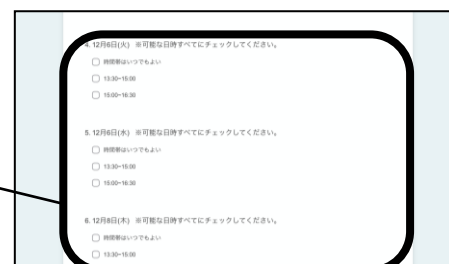 4. 12月6日(火) ※可能な日時すべてにチェックしてください。
時間帯はいつでもよい
13:30~15:00
15:00~16:30
5. 12月6日(水) ※可能な日時すべてにチェックしてください。
時間帯はいつでもよい
13:30~15:00
15:00~16:30
6. 12月8日(木) ※可能な日時すべてにチェックしてください。
時間帯はいつでもよい
13:30~15:00